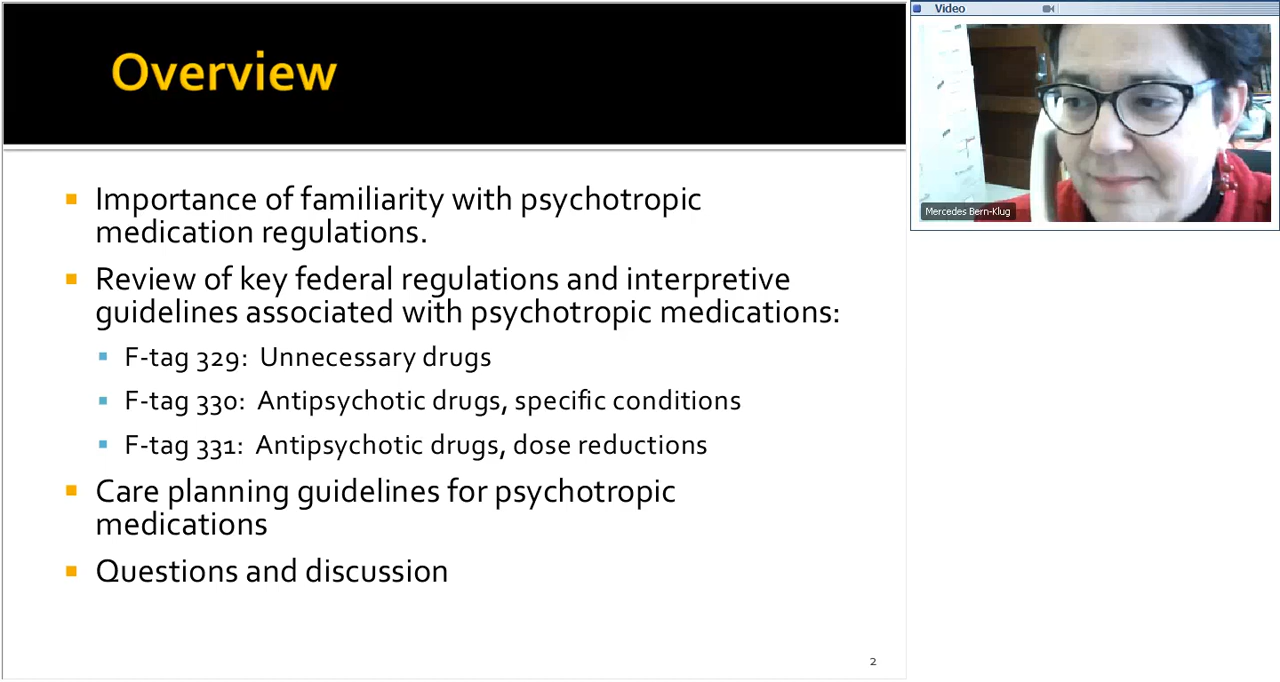 Overview
Importance of familiarity with psychotropic
medication regulations.
Review of key federal regulations and interpretive
guidelines associated with psychotropic medications:
F-tag 329: Unnecessary drugs
F-tag 330: Antipsychotic drugs, specific conditions
F-tag 331: Antipsychotic drugs, dose reductions
Care planning guidelines for psychotropic
medications
Questions and discussion
2
Video
Mercedes Bern-Klug